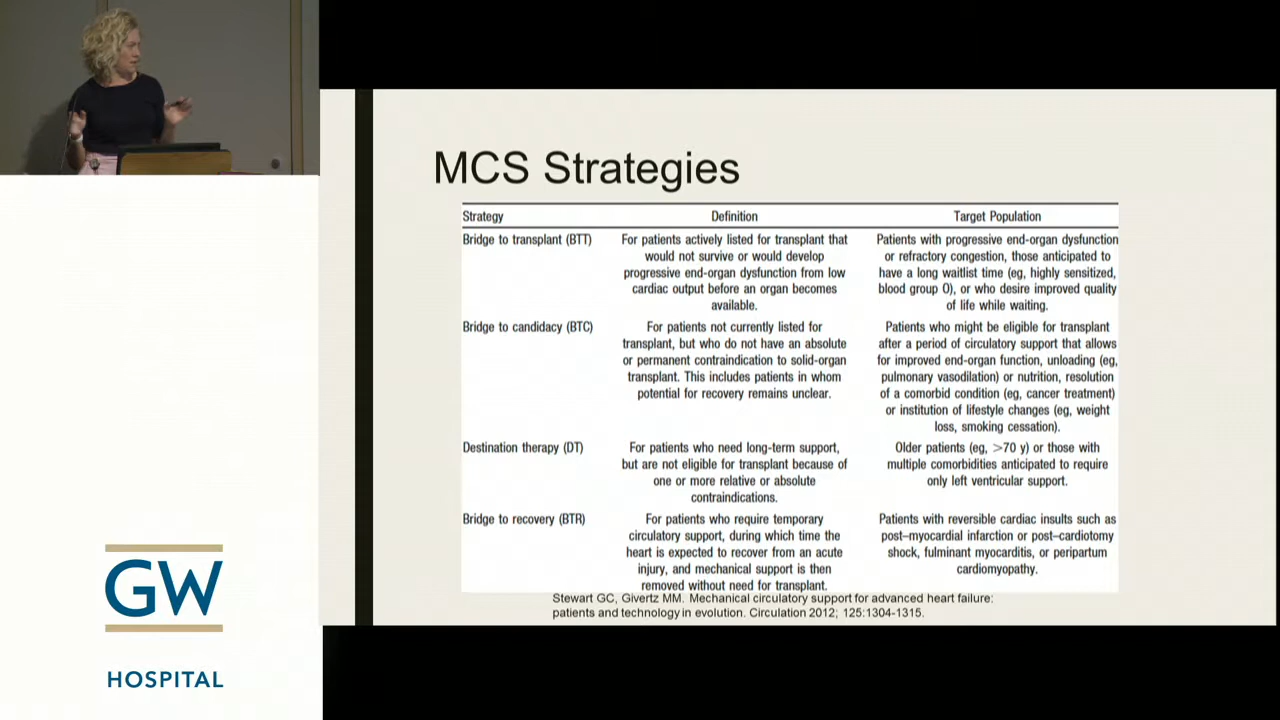 MCS Strategies
Strategy Definition Target Population
Bridge to transplant (BTT)
For patients actively listed for transplant that
would not survive or would develop
progressive end-organ dysfunction from low
cardiac output before an organ becomes
available.
Patients with progressive end-organ dysfunction
or refractory congestion, those anticipated to
have a long waitlist time (eg, highly sensitized,
blood group O), or who desire improved quality
of life while waiting.
Bridge to candidacy (BTC)
For patients not currently listed for
transplant, but who do not have an absolute
or permanent contraindication to solid-organ
transplant. This includes patients in whom
potential for recovery remains unclear.
Patients who might be eligible for transplant
after a period of circulatory support that allows
for improved end-organ function, unloading (eg,
pulmonary vasodilation) or nutrition, resolution
of a comorbid condition (eg, cancer treatment)
or institution of lifestyle changes (eg, weight
loss, smoking cessation).
Destination therapy (DT)
For patients who need long-term support,
but are not eligible for transplant because of
one or more relative or absolute
contraindications.
Older patients (eg, >70 y) or those with
multiple comorbidities anticipated to require
only left ventricular support.
Bridge to recovery (BTR)
For patients who require temporary
circulatory support, during which time the
heart is expected to recover from an acute
injury, and mechanical support is then
removed without need for transplant.
Patients with reversible cardiac insults such as
post–myocardial infarction or post–cardiotomy
shock, fulminant myocarditis, or peripartum
cardiomyopathy.
Stewart GC, Givertz MM. Mechanical circulatory support for advanced heart failure:
patients and technology in evolution. Circulation 2012; 125:1304-1315.
GW
HOSPITAL